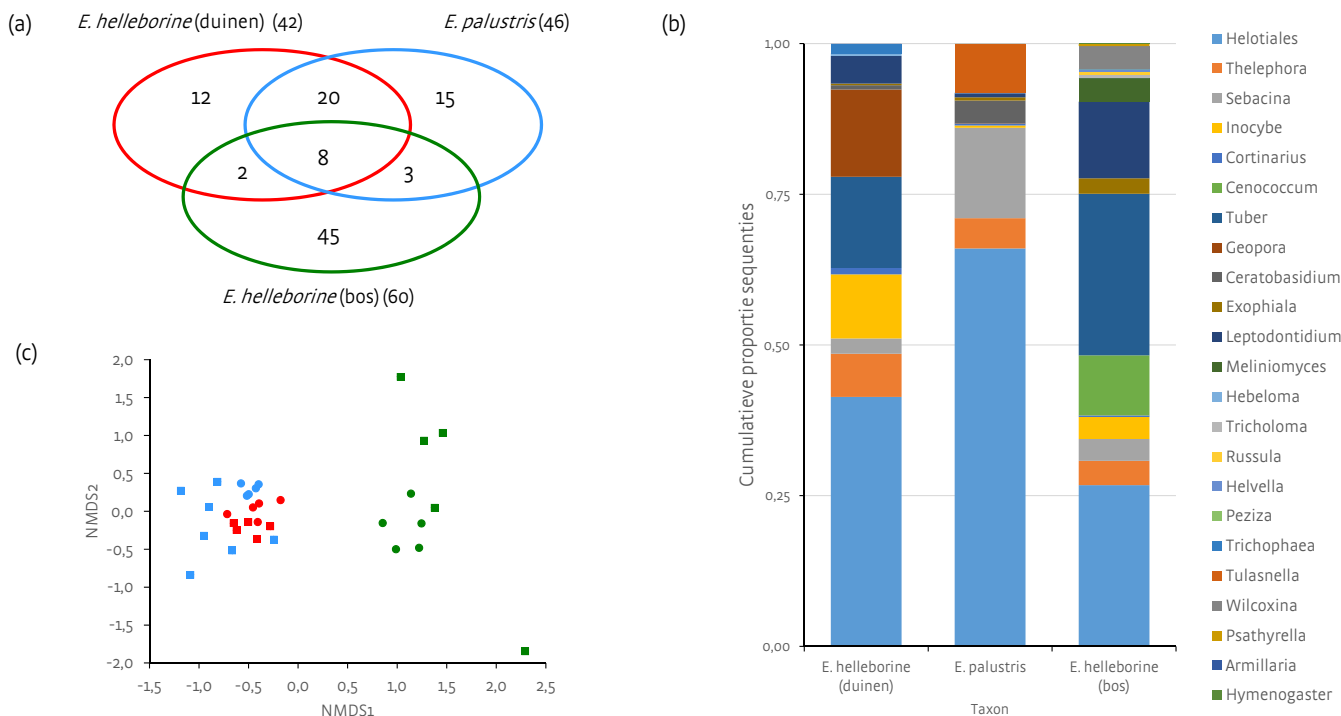 (a)
E. helleborine (duinen) (42)
E. palustris (46)
12
20
15
8
2
3
45
E. helleborine (bos) (60)
(b)
Cumulatieve proportie sequenties
1,00
0,75
0,50
0,25
0,00
E. helleborine
(duinen)
E. palustris
E. helleborine
(bos)
Taxon
Helotiales
Thelephora
Sebacina
Inocybe
Cortinarius
Cenococcum
Tuber
Geopora
Ceratobasidium
Exophiala
Leptodontidium
Meliniomyces
Hebeloma
Tricholoma
Russula
Helvella
Peziza
Trichophaea
Tulasnella
Wilcoxina
Psathyrella
Armillaria
Hymenogaster
(c)
NMDS2
2,0
1,5
1,0
0,5
0,0
-0,5
-1,0
-1,5
-2,0
-1,5
-1,0
-0,5
0,0
0,5
1,0
1,5
2,0
2,5
NMDS1